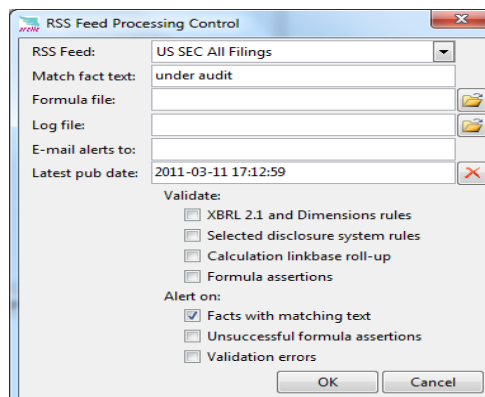 arelle RSS Feed Processing Control
RSS Feed: US SEC All Filings
Match fact text: under audit
Formula file:
Log file:
E-mail alerts to:
Latest pub date: 2011-03-11 17:12:59
Validate:
XBRL 2.1 and Dimensions rules
Selected disclosure system rules
Calculation linkbase roll-up
Formula assertions
Alert on:
Facts with matching text
Unsuccessful formula assertions
Validation errors
OK Cancel